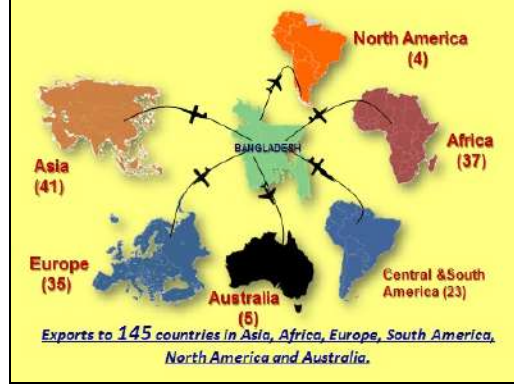 North America
(4)
Asia
(41)
BANGLADESH
Africa
(37)
Europe
(35)
Australia
(5)
Central &South
America (23)
Exports to 145 countries in Asia, Africa, Europe, South America,
North America and Australia.